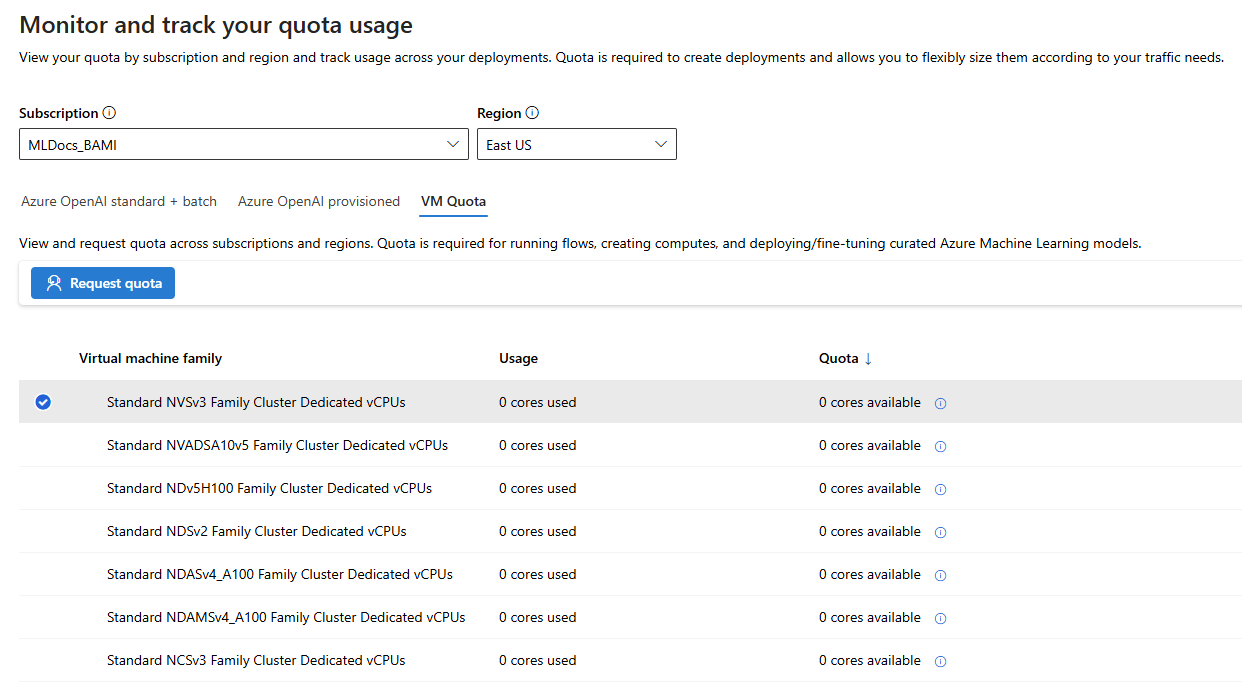 Monitor and track your quota usage
View your quota by subscription and region and track usage across your deployments. Quota is required to create deployments and allows you to flexibly size them according to your traffic needs.
Subscription Region
MLDocs_BAMI East US
Azure OpenAI standard + batch Azure OpenAI provisioned VM Quota
View and request quota across subscriptions and regions. Quota is required for running flows, creating computes, and deploying/fine-tuning curated Azure Machine Learning models.
Request quota
Virtual machine family Usage Quota ↓
Standard NVSv3 Family Cluster Dedicated vCPUs 0 cores used 0 cores available
Standard NVADSA10v5 Family Cluster Dedicated vCPUs 0 cores used 0 cores available
Standard NDv5H100 Family Cluster Dedicated vCPUs 0 cores used 0 cores available
Standard NDSv2 Family Cluster Dedicated vCPUs 0 cores used 0 cores available
Standard NDASv4_A100 Family Cluster Dedicated vCPUs 0 cores used 0 cores available
Standard NDAMSv4_A100 Family Cluster Dedicated vCPUs 0 cores used 0 cores available
Standard NCSv3 Family Cluster Dedicated vCPUs 0 cores used 0 cores available